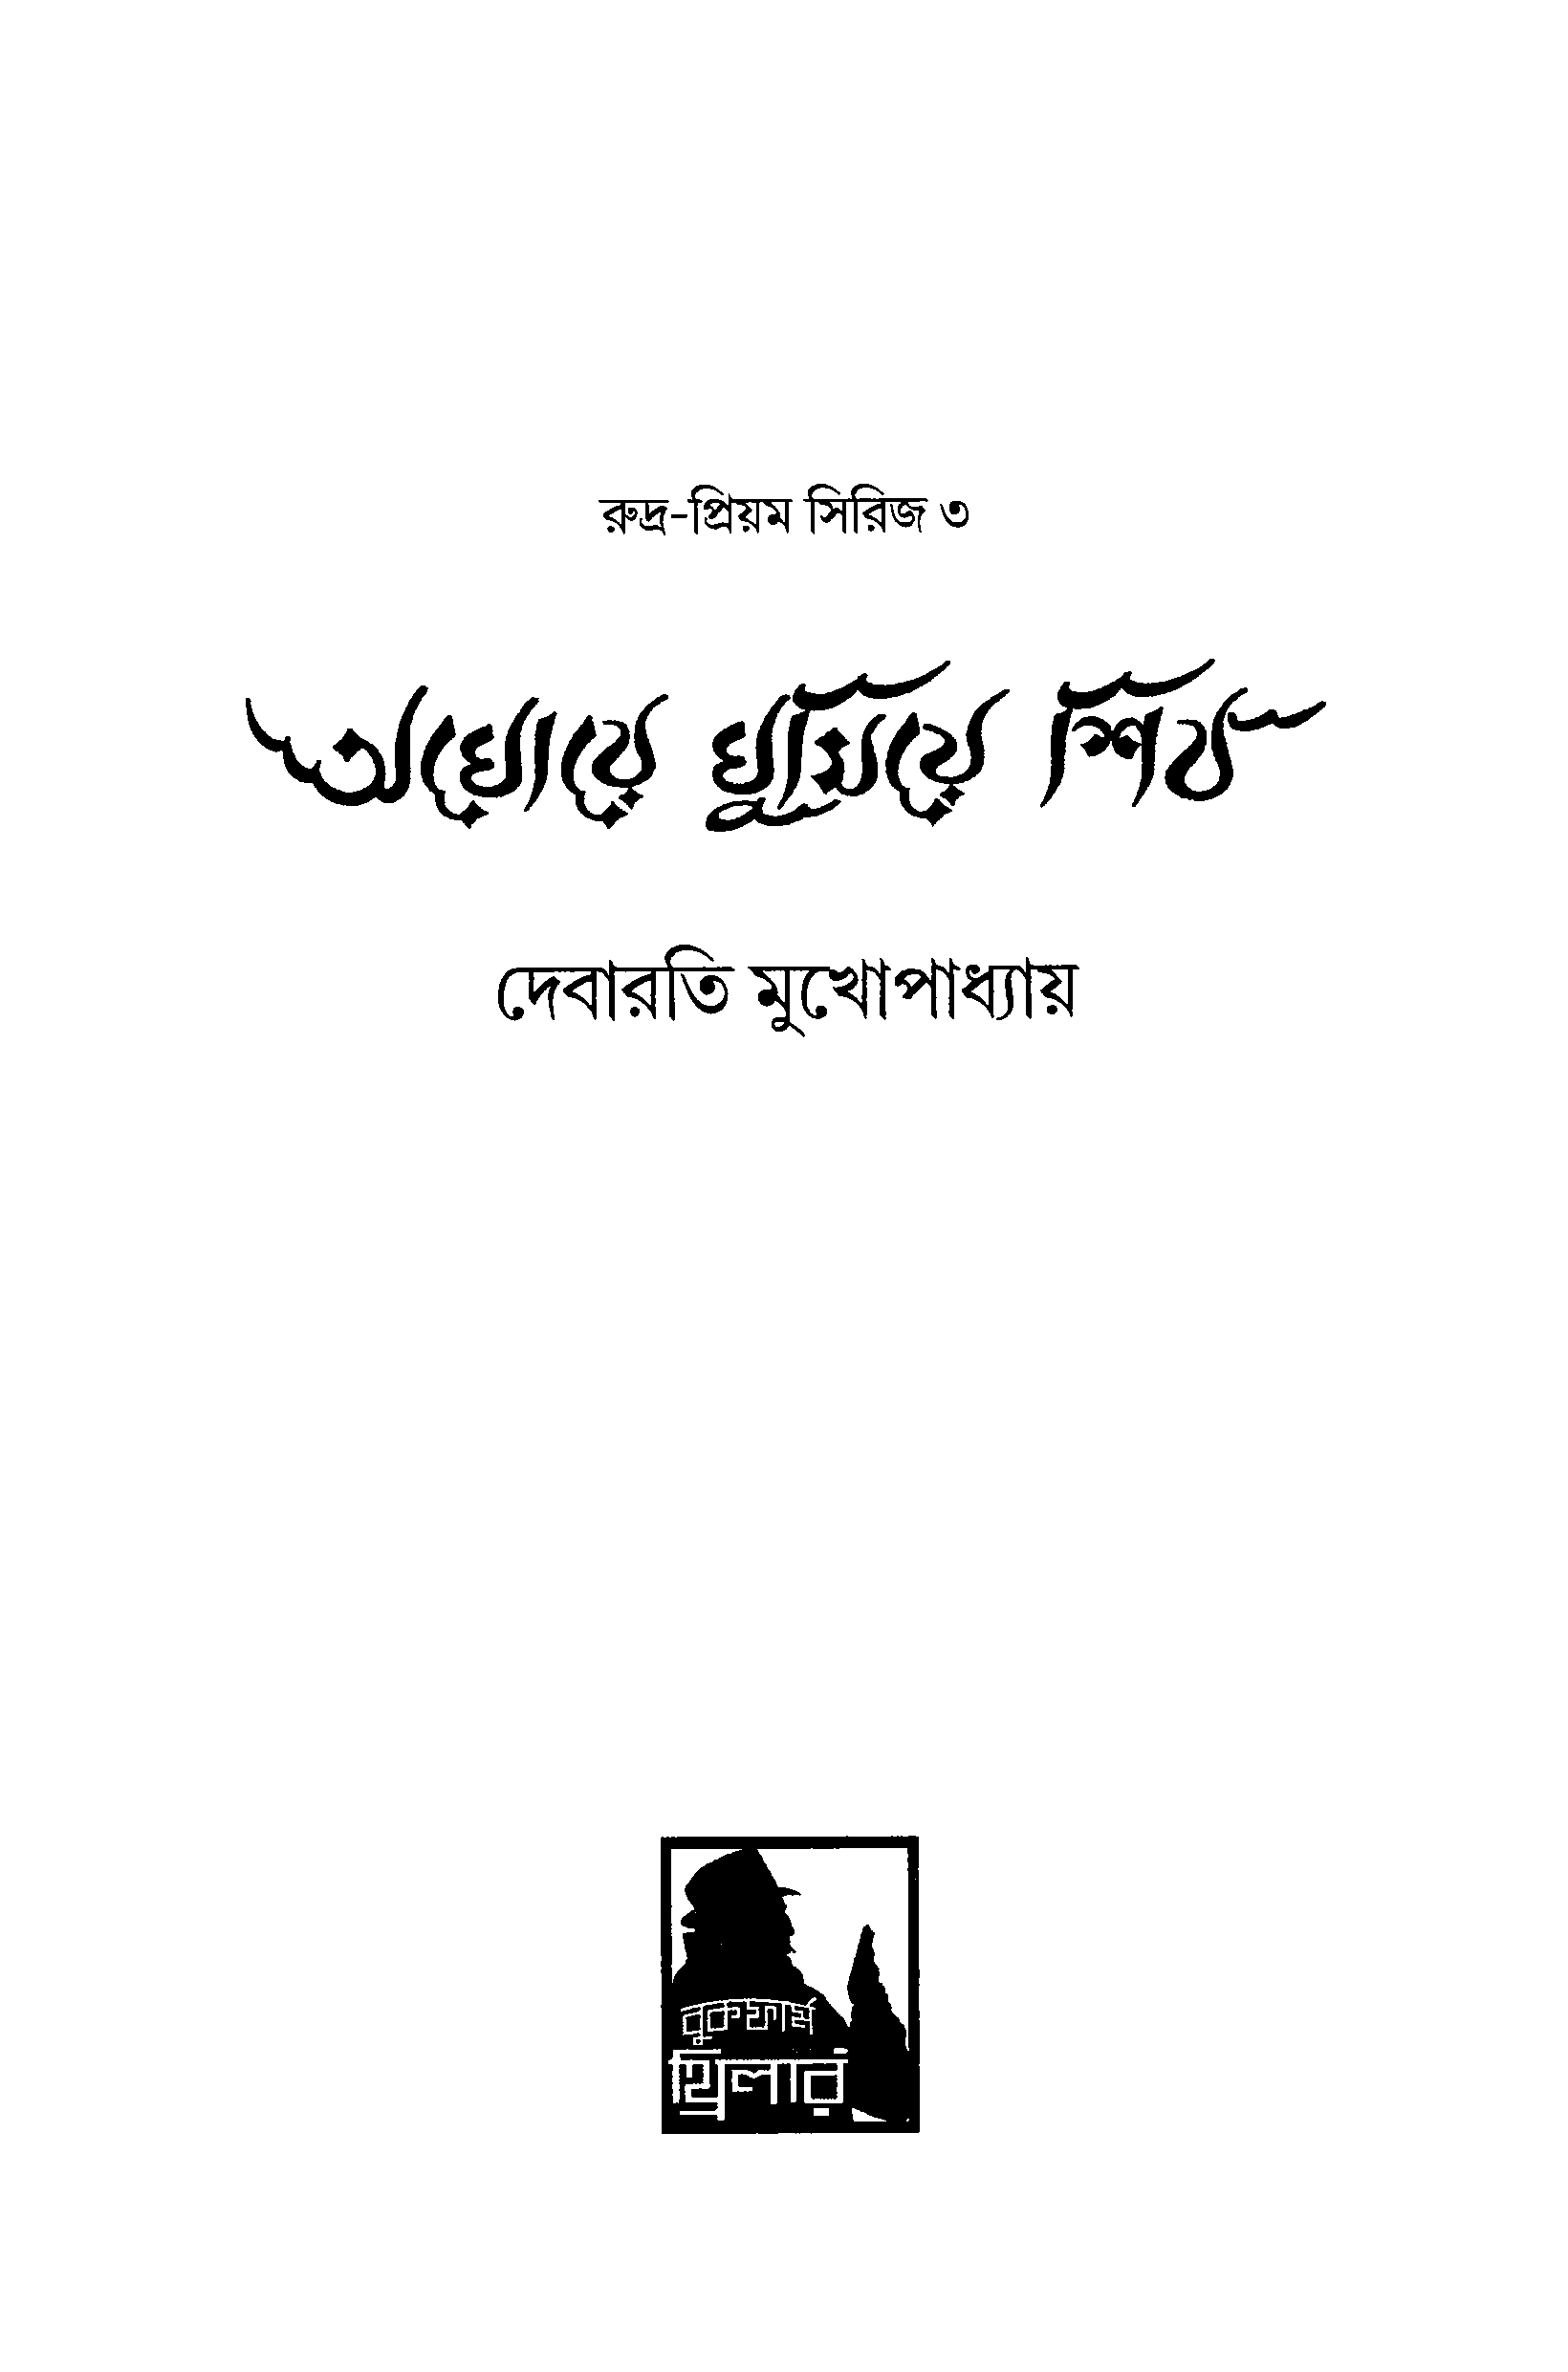 রুদ্র-প্রিয়ম সিরিজ ৩
অঘোরে ঘুমিয়ে শিব
দেবারতি মুখোপাধ্যায়
বুকফার্ম
থ্রিলার